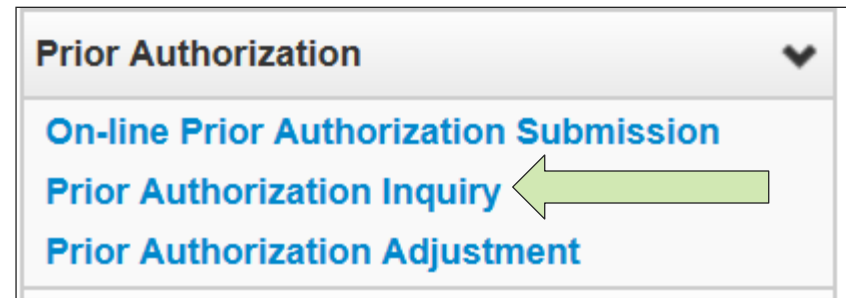 Prior Authorization
On-line Prior Authorization Submission
Prior Authorization Inquiry
Prior Authorization Adjustment